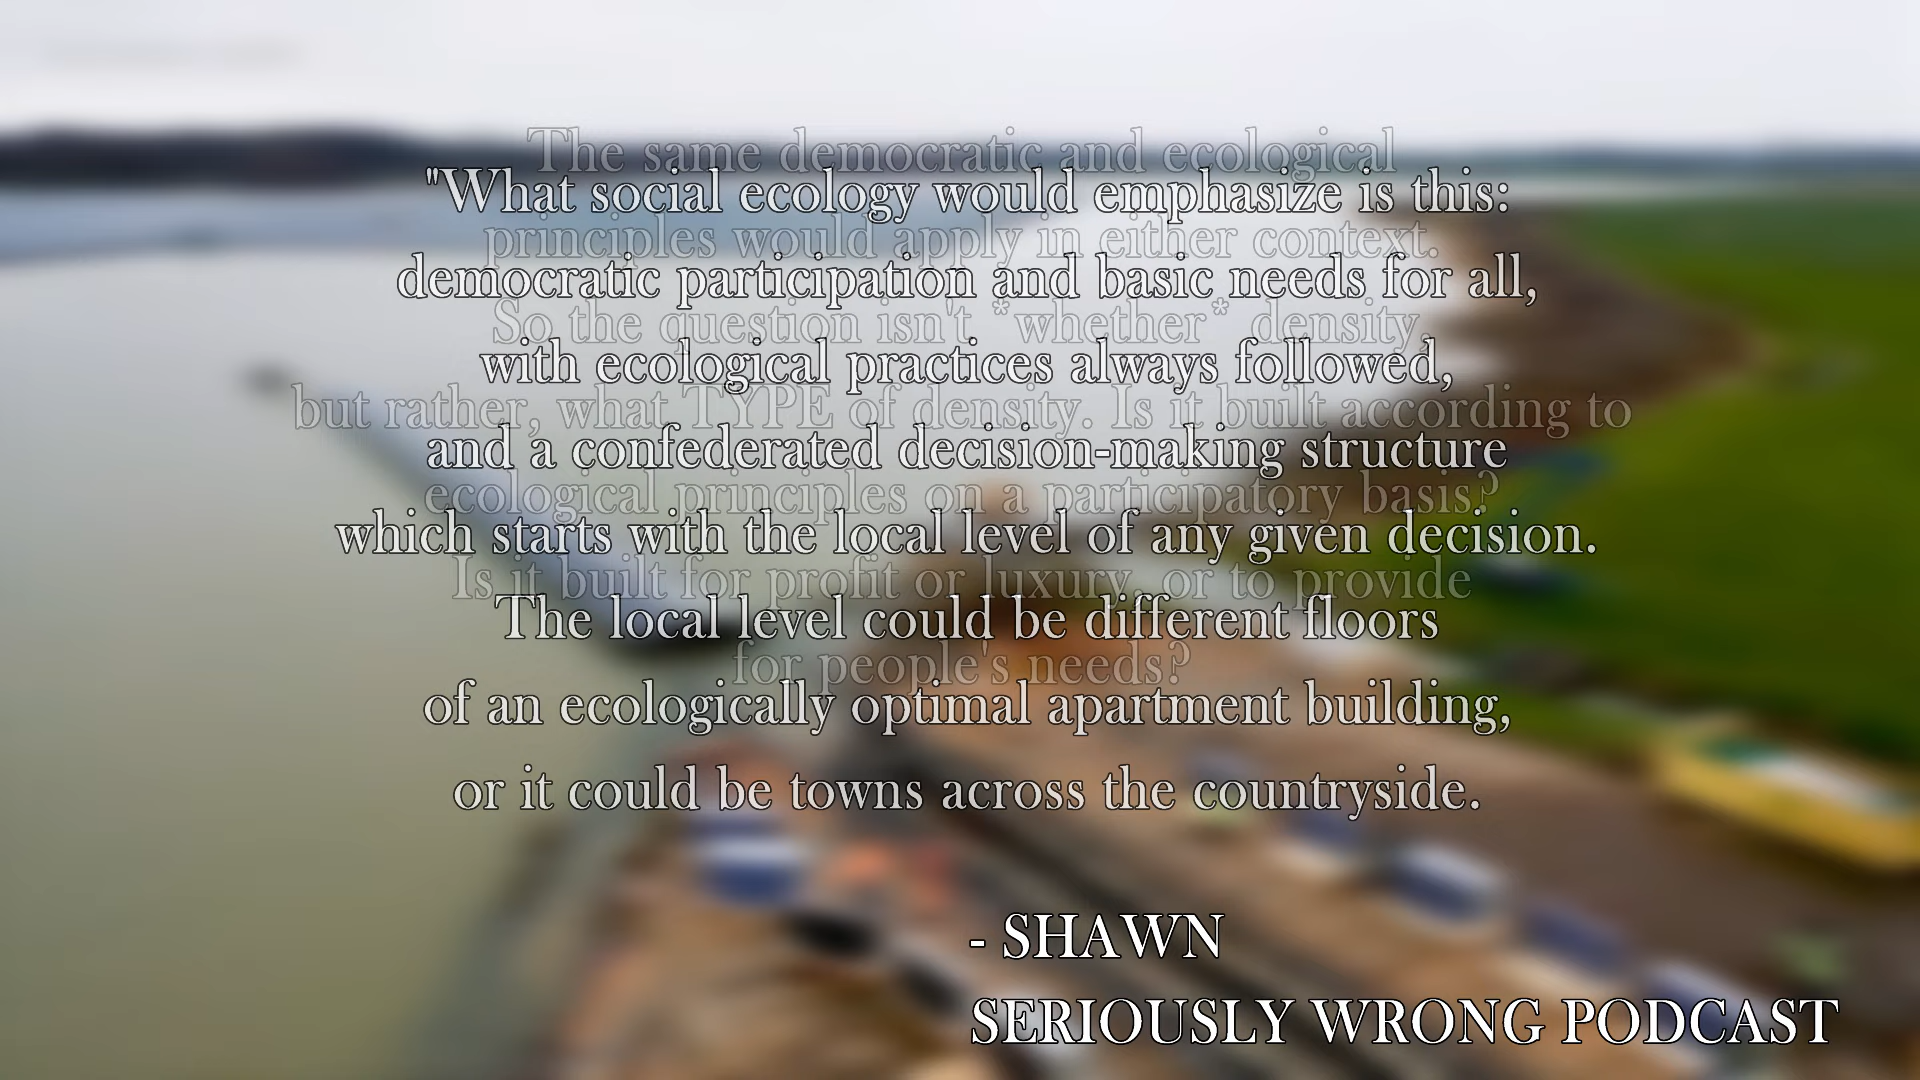 "What social ecology would emphasize is this:
democratic participation and basic needs for all,
with ecological practices always followed,
and a confederated decision-making structure
which starts with the local level of any given decision.
The local level could be different floors
of an ecologically optimal apartment building,
or it could be towns across the countryside.
The same democratic and ecological
principles would apply in either context.
So the question isn't *whether* density,
but rather, what TYPE of density. Is it built according to
ecological principles on a participatory basis?
Is it built for profit or luxury, or to provide
for people's needs?
- SHAWN
SERIOUSLY WRONG PODCAST